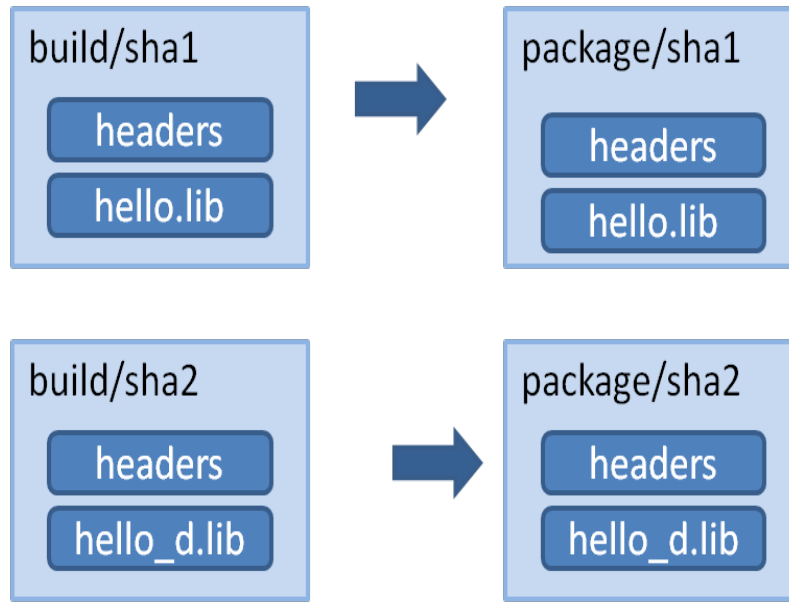 build/sha1
headers
hello.lib
package/sha1
headers
hello.lib
build/sha2
headers
hello_d.lib
package/sha2
headers
hello_d.lib